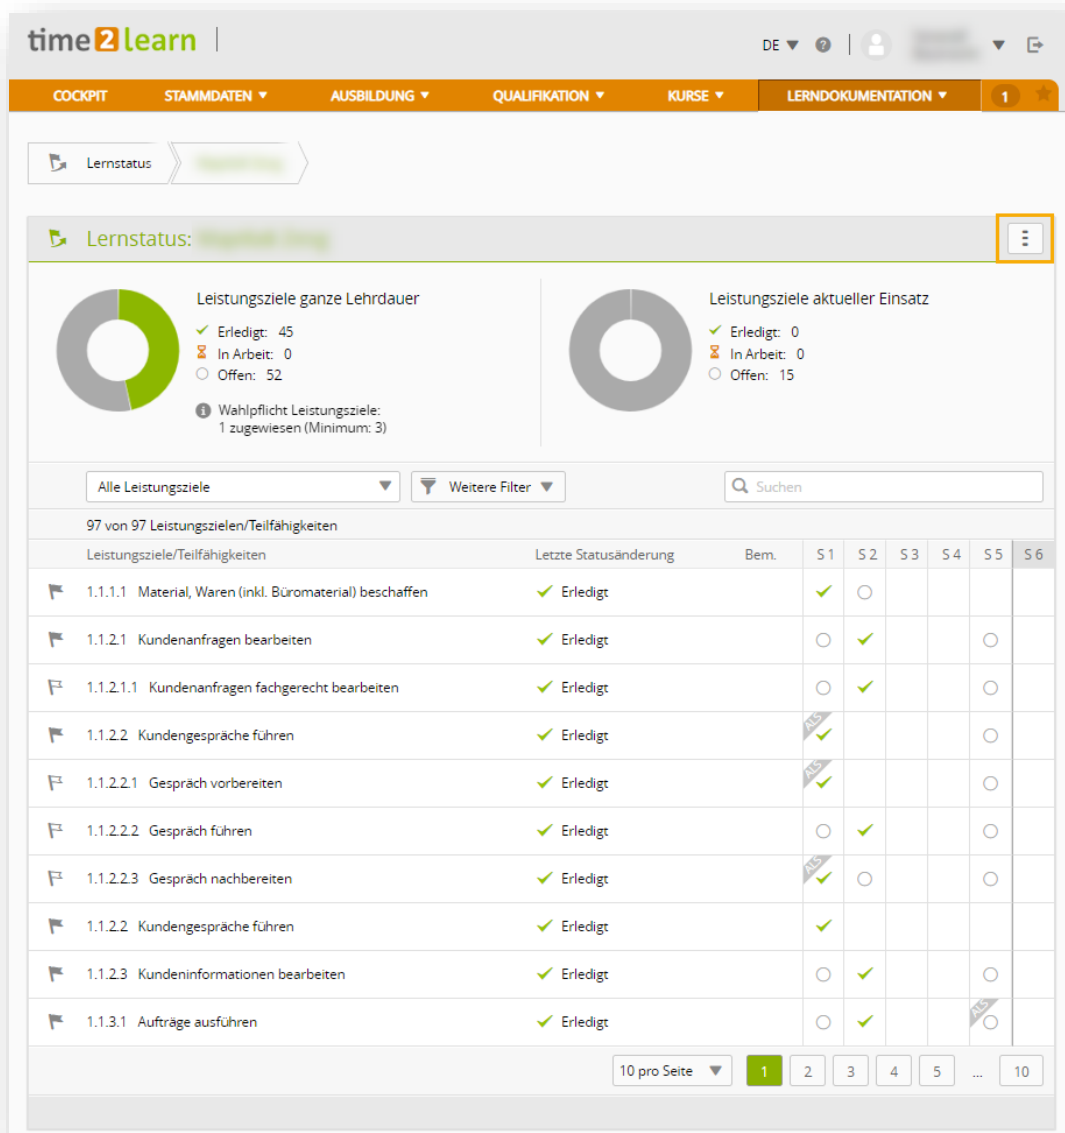 time2learn
DE
COCKPIT STAMMDATEN AUSBILDUNG QUALIFIKATION KURSE LERNDOKUMENTATION 1
Lernstatus
Lernstatus:
Leistungsziele ganze Lehrdauer
Erledigt: 45
In Arbeit: 0
Offen: 52
Wahlpflicht Leistungsziele:
1 zugewiesen (Minimum: 3)
Leistungsziele aktueller Einsatz
Erledigt: 0
In Arbeit: 0
Offen: 15
Alle Leistungsziele Weitere Filter Suchen
97 von 97 Leistungszielen/Teilfähigkeiten
Leistungsziele/Teilfähigkeiten Letzte Statusänderung Bem. S 1 S 2 S 3 S 4 S 5 S 6
1.1.1.1 Material, Waren (inkl. Büromaterial) beschaffen Erledigt
1.1.2.1 Kundenanfragen bearbeiten Erledigt
1.1.2.1.1 Kundenanfragen fachgerecht bearbeiten Erledigt
1.1.2.2 Kundengespräche führen Erledigt ALS
1.1.2.2.1 Gespräch vorbereiten Erledigt ALS
1.1.2.2.2 Gespräch führen Erledigt
1.1.2.2.3 Gespräch nachbereiten Erledigt ALS
1.1.2.2 Kundengespräche führen Erledigt
1.1.2.3 Kundeninformationen bearbeiten Erledigt
1.1.3.1 Aufträge ausführen Erledigt ALS
10 pro Seite 1 2 3 4 5 ... 10